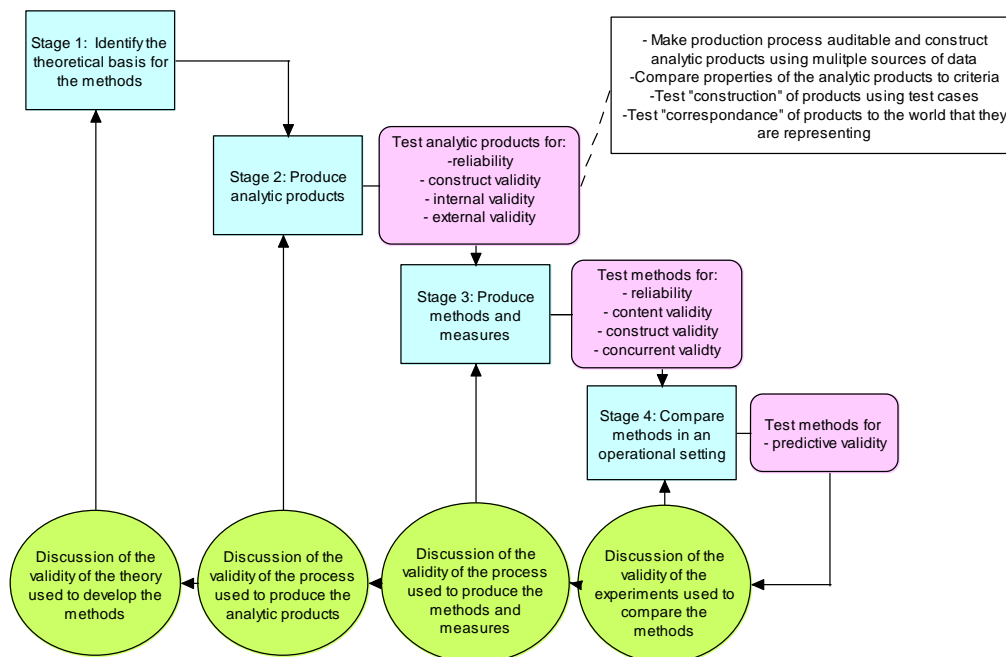 Stage 1:  Identify the
theoretical basis for
the methods
- Make production process auditable and construct
analytic products using mulitple sources of data
-Compare properties of the analytic products to criteria
-Test "construction" of products using test cases
-Test "correspondance" of products to the world that they
are representing
Stage 2: Produce
analytic products
Test analytic products for:
-reliability
- construct validity
- internal validity
- external validity
Stage 3: Produce
methods and
measures
Test methods for:
- reliability
- content validity
- construct validity
- concurrent validty
Stage 4: Compare
methods in an
operational setting
Test methods for
- predictive validity
Discussion of the
validity of the theory
used to develop the
methods
Discussion of the
validity of the process
used to produce the
analytic products
Discussion of the
validity of the process
used to produce the
methods and
measures
Discussion of the
validity of the
experiments used to
compare the
methods